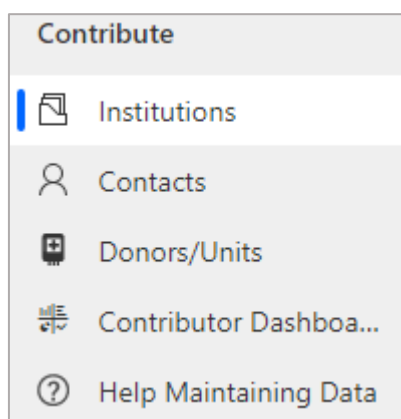 Contribute
Institutions
Contacts
Donors/Units
Contributor Dashboa...
Help Maintaining Data